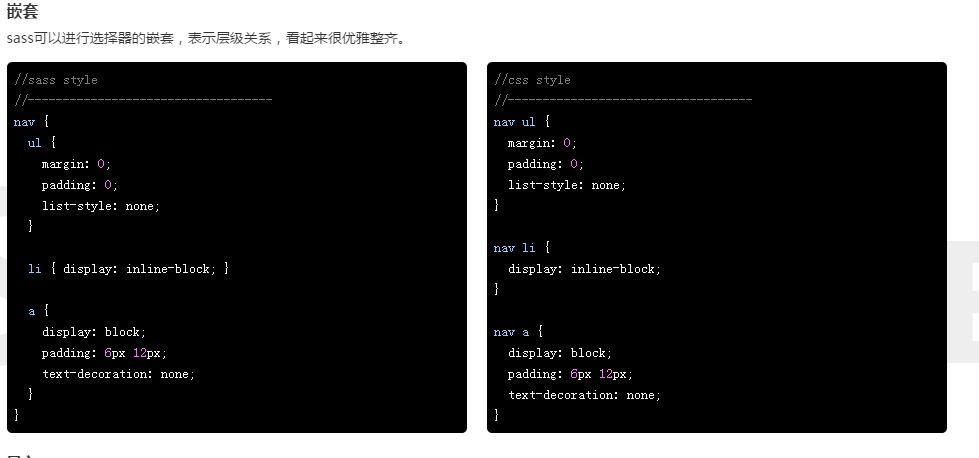 嵌套
sass可以进行选择器的嵌套，表示层级关系，看起来很优雅整齐。
//sass style
//-----------------------------------
nav {
  ul {
    margin: 0;
    padding: 0;
    list-style: none;
  }

  li { display: inline-block; }

  a {
    display: block;
    padding: 6px 12px;
    text-decoration: none;
  }
}
//css style
//-----------------------------------
nav ul {
  margin: 0;
  padding: 0;
  list-style: none;
}

nav li {
  display: inline-block;
}

nav a {
  display: block;
  padding: 6px 12px;
  text-decoration: none;
}